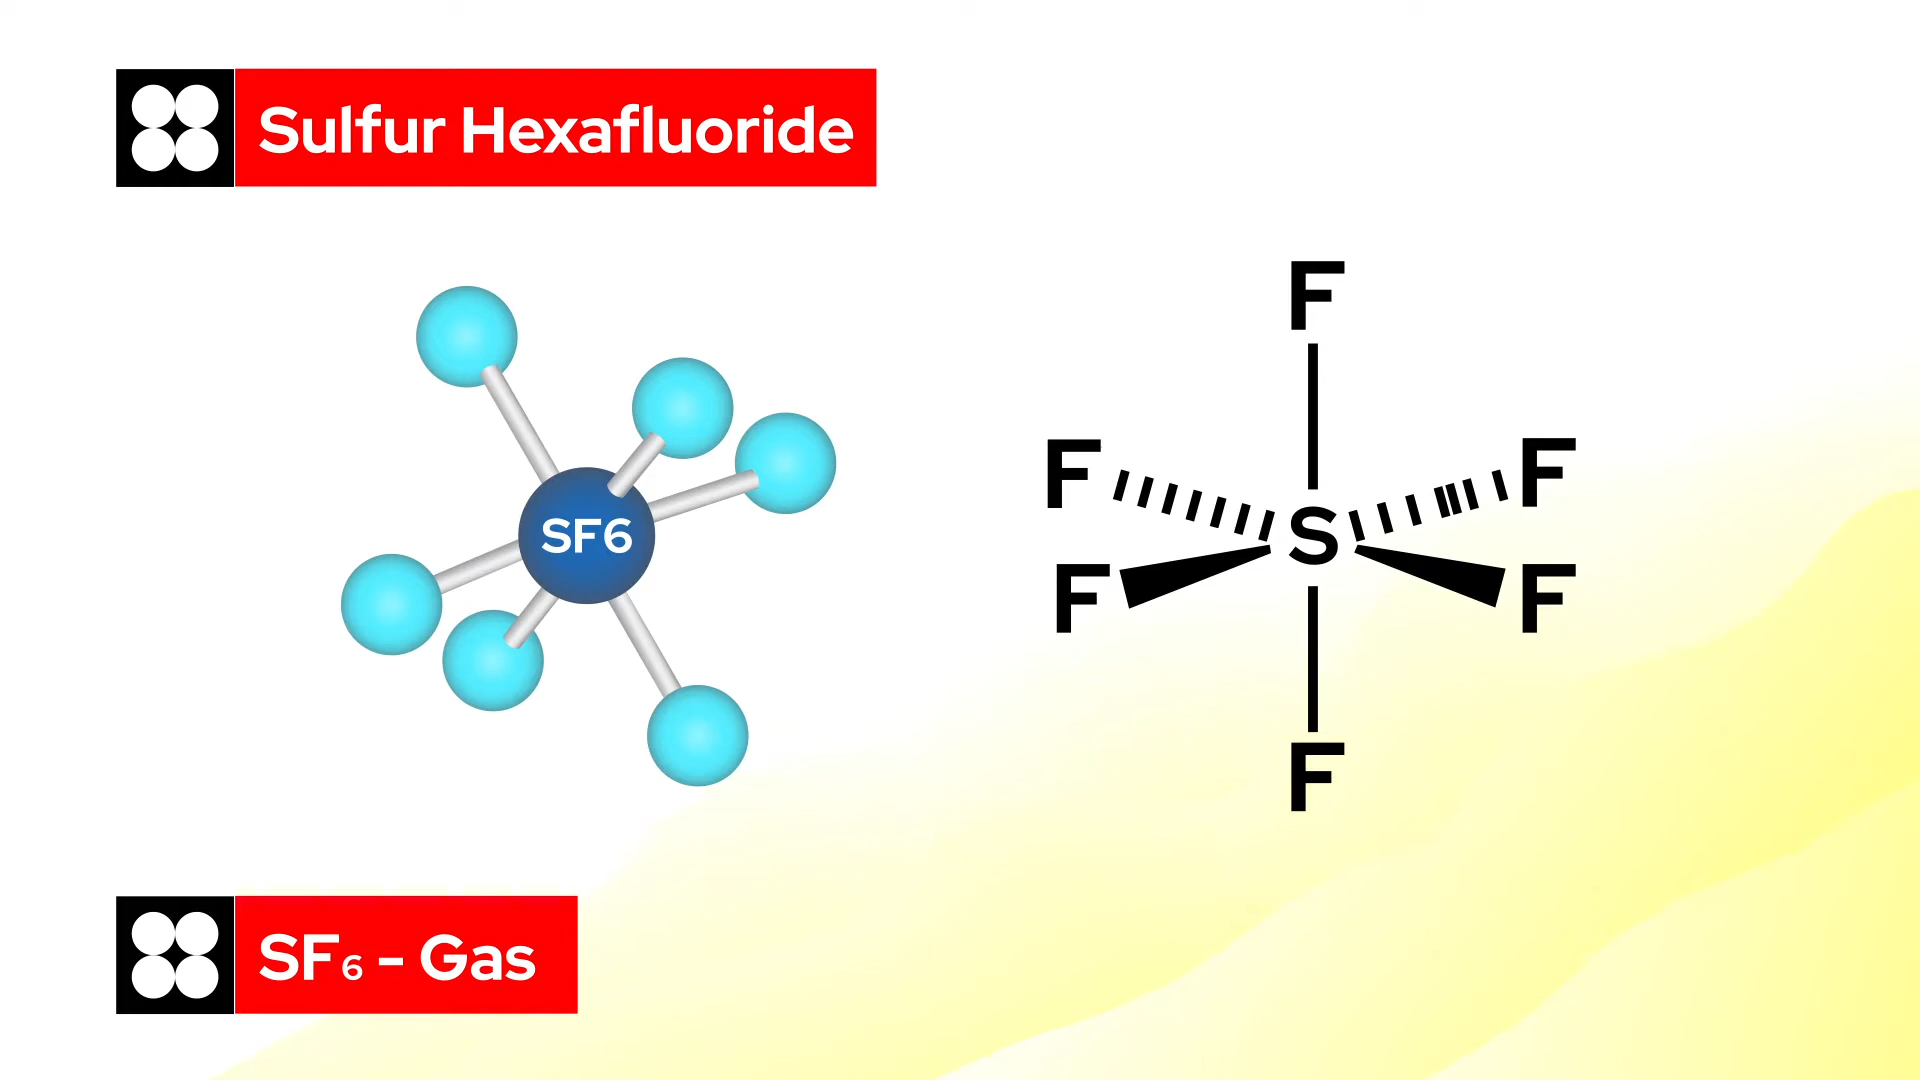 Sulfur Hexafluoride
F
F F
SF6 S
F F
F
SF₆ - Gas